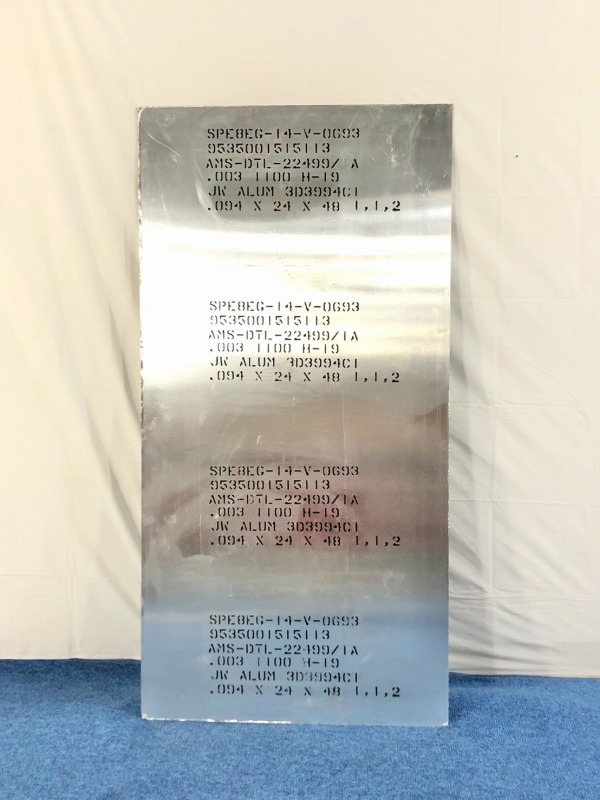 SPE8EG-14-V-0G93
9535001515113
AMS-DTL-22499/1A
.003 1100 H-19
JW ALUM 3D3994C1
.094 X 24 X 48 1,1,2
SPE8EG-14-V-0G93
9535001515113
AMS-DTL-22499/1A
.003 1100 H-19
JW ALUM 3D3994C1
.094 X 24 X 48 1,1,2
SPE8EG-14-V-0G93
9535001515113
AMS-DTL-22499/1A
.003 1100 H-19
JW ALUM 3D3994C1
.094 X 24 X 48 1,1,2
SPE8EG-14-V-0G93
9535001515113
AMS-DTL-22499/1A
.003 1100 H-19
JW ALUM 3D3994C1
.094 X 24 X 48 1,1,2